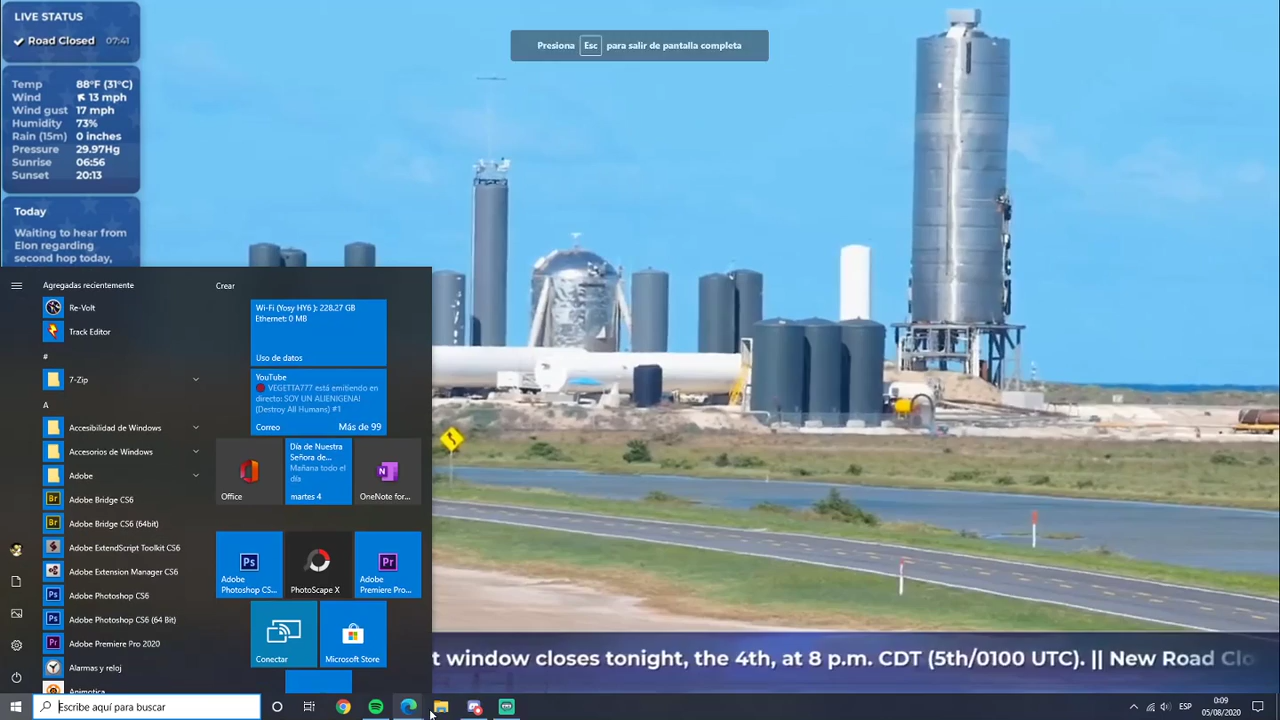 LIVE STATUS
Road Closed 07:41
Temp 88°F (31°C)
Wind 13 mph
Wind gust 17 mph
Humidity 73%
Rain (15m) 0 inches
Pressure 29.97Hg
Sunrise 06:56
Sunset 20:13
Today
Waiting to hear from
Elon regarding
second hop today,
Presiona Esc para salir de pantalla completa
Agregadas recientemente
Re-Volt
Track Editor
#
7-Zip
A
Accesibilidad de Windows
Accesorios de Windows
Adobe
Br Adobe Bridge CS6
Br Adobe Bridge CS6 (64bit)
Adobe ExtendScript Toolkit CS6
Adobe Extension Manager CS6
Ps Adobe Photoshop CS6
Ps Adobe Photoshop CS6 (64 Bit)
Pr Adobe Premiere Pro 2020
Alarmas y reloj
Animotica
Crear
Wi-Fi (Yosy HY6 ): 228.27 GB
Ethernet: 0 MB
Uso de datos
YouTube
VEGETTA777 está emitiendo en
directo: SOY UN ALIENIGENA!
(Destroy All Humans) #1
Correo Más de 99
Office
Día de Nuestra
Señora de...
Mañana todo el
día
martes 4
N
OneNote for...
Ps
Adobe
Photoshop CS...
PhotoScape X
Pr
Adobe
Premiere Pro...
Conectar
Microsoft Store
t window closes tonight, the 4th, at 8 p.m. CDT (5th/0100 UTC). || New Road Clo
Escribe aquí para buscar
ESP
0:09
05/08/2020